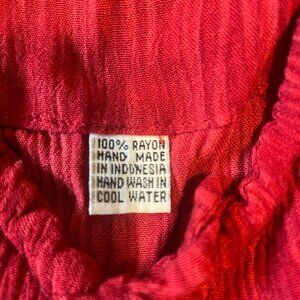 100% RAYON
HAND MADE
IN INDONESIA
HAND WASH IN
COOL WATER